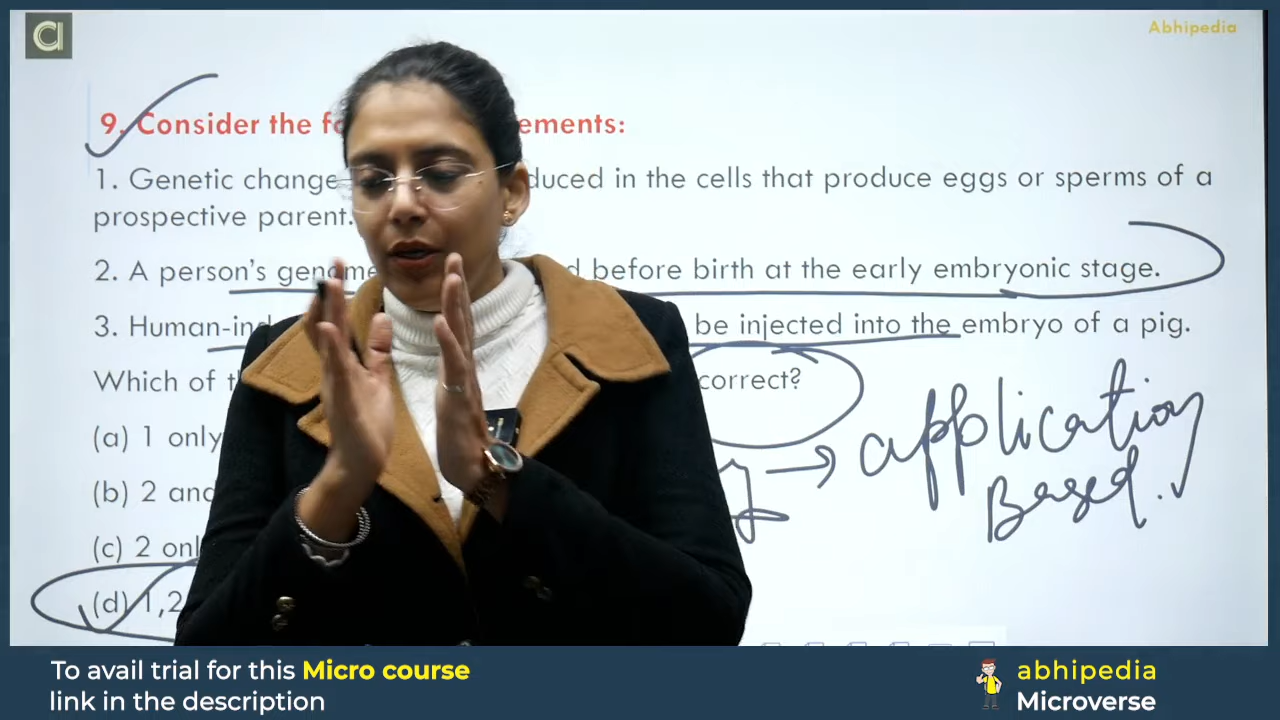 Abhipedia
9. Consider the fo ements:
1. Genetic change duced in the cells that produce eggs or sperms of a
prospective parent.
2. A person's genome d before birth at the early embryonic stage.
3. Human-ind be injected into the embryo of a pig.
Which of t correct?
(a) 1 only
(b) 2 and
(c) 2 onl
(d) 1,2
y → application
Based.
To avail trial for this Micro course
link in the description
abhipedia
Microverse